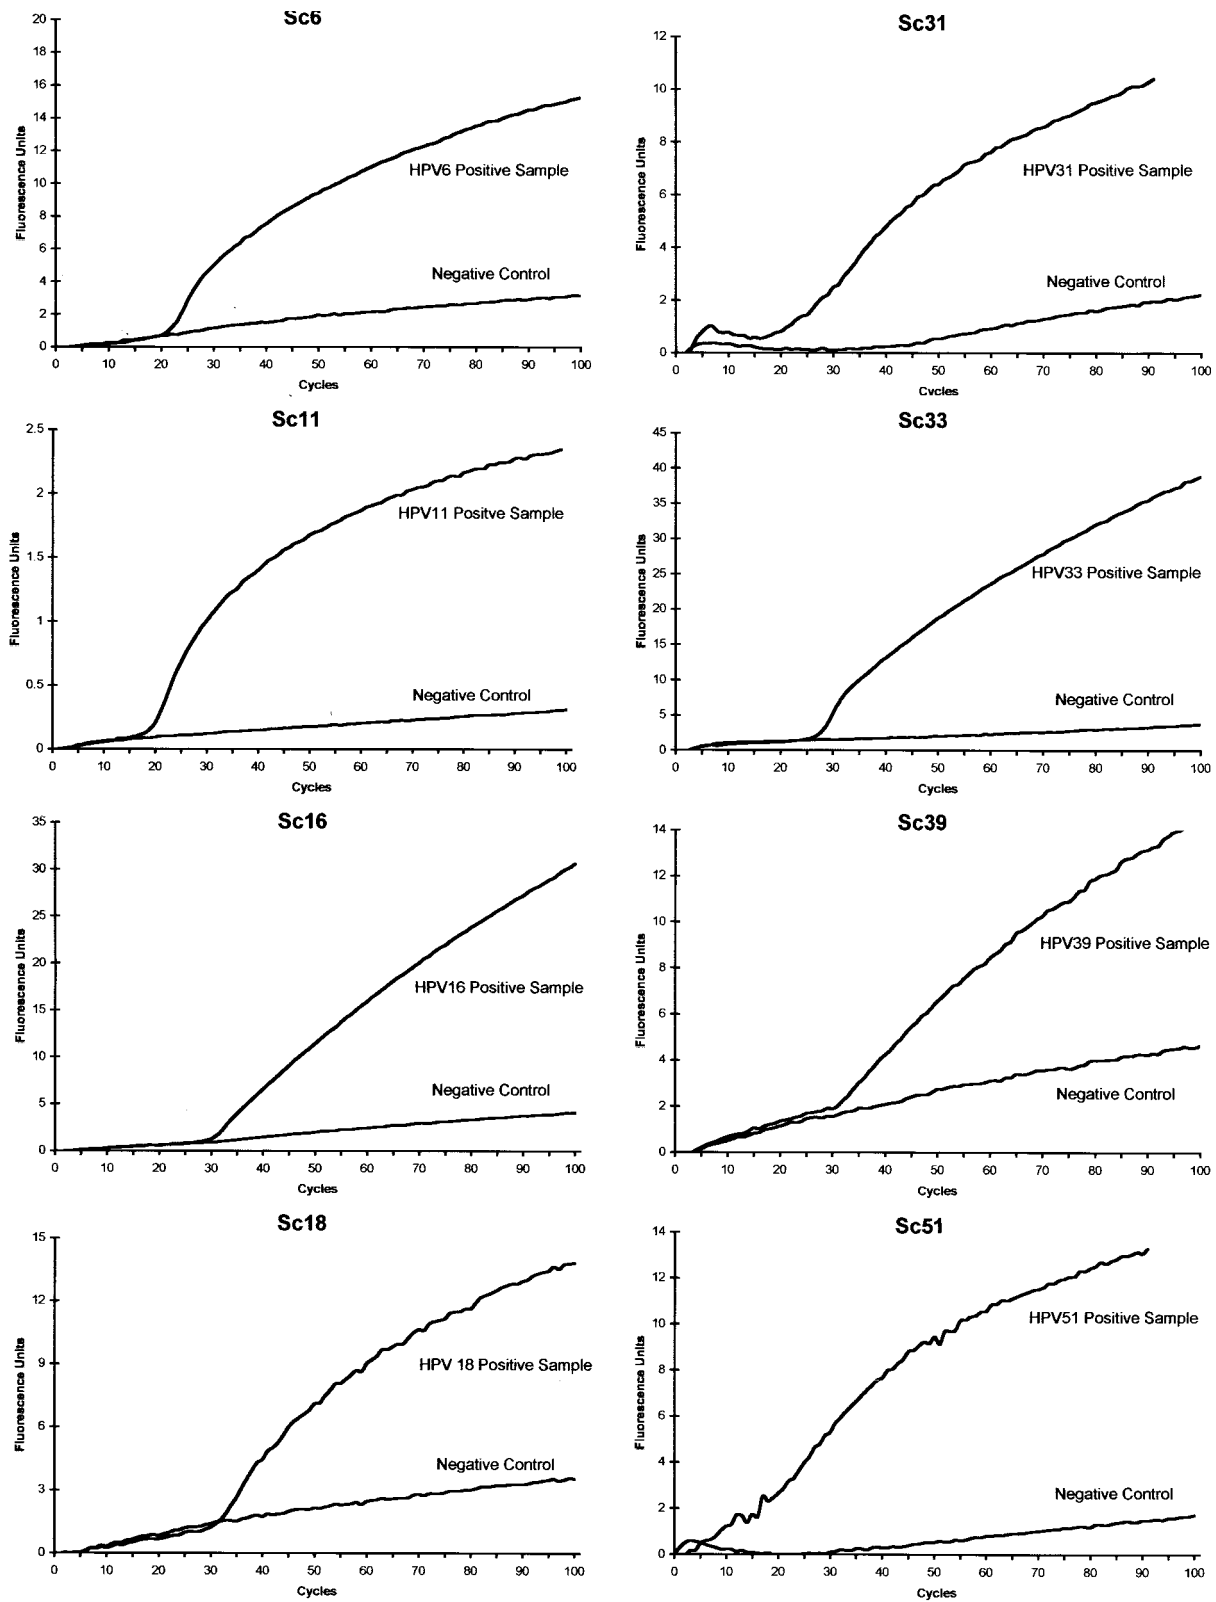 Sc6
20
18
16
14
12
10
8
6
4
2
0
Fluorescence Units
HPV6 Positive Sample
Negative Control
0 10 20 30 40 50 60 70 80 90 100
Cycles
Sc31
12
10
8
6
4
2
0
Fluorescence Units
HPV31 Positive Sample
Negative Control
0 10 20 30 40 50 60 70 80 90 100
Cycles
Sc11
2.5
2
1.5
1
0.5
0
Fluorescence Units
HPV11 Positve Sample
Negative Control
0 10 20 30 40 50 60 70 80 90 100
Cycles
Sc33
45
40
35
30
25
20
15
10
5
0
Fluorescence Units
HPV33 Positive Sample
Negative Control
0 10 20 30 40 50 60 70 80 90 100
Cycles
Sc16
35
30
25
20
15
10
5
0
Fluorescence Units
HPV16 Positive Sample
Negative Control
0 10 20 30 40 50 60 70 80 90 100
Cycles
Sc39
14
12
10
8
6
4
2
0
Fluorescence Units
HPV39 Positive Sample
Negative Control
0 10 20 30 40 50 60 70 80 90 100
Cycles
Sc18
15
12
9
6
3
0
Fluorescence Units
HPV 18 Positive Sample
Negative Control
0 10 20 30 40 50 60 70 80 90 100
Cycles
Sc51
14
12
10
8
6
4
2
0
Fluorescence Units
HPV51 Positive Sample
Negative Control
0 10 20 30 40 50 60 70 80 90 100
Cycles